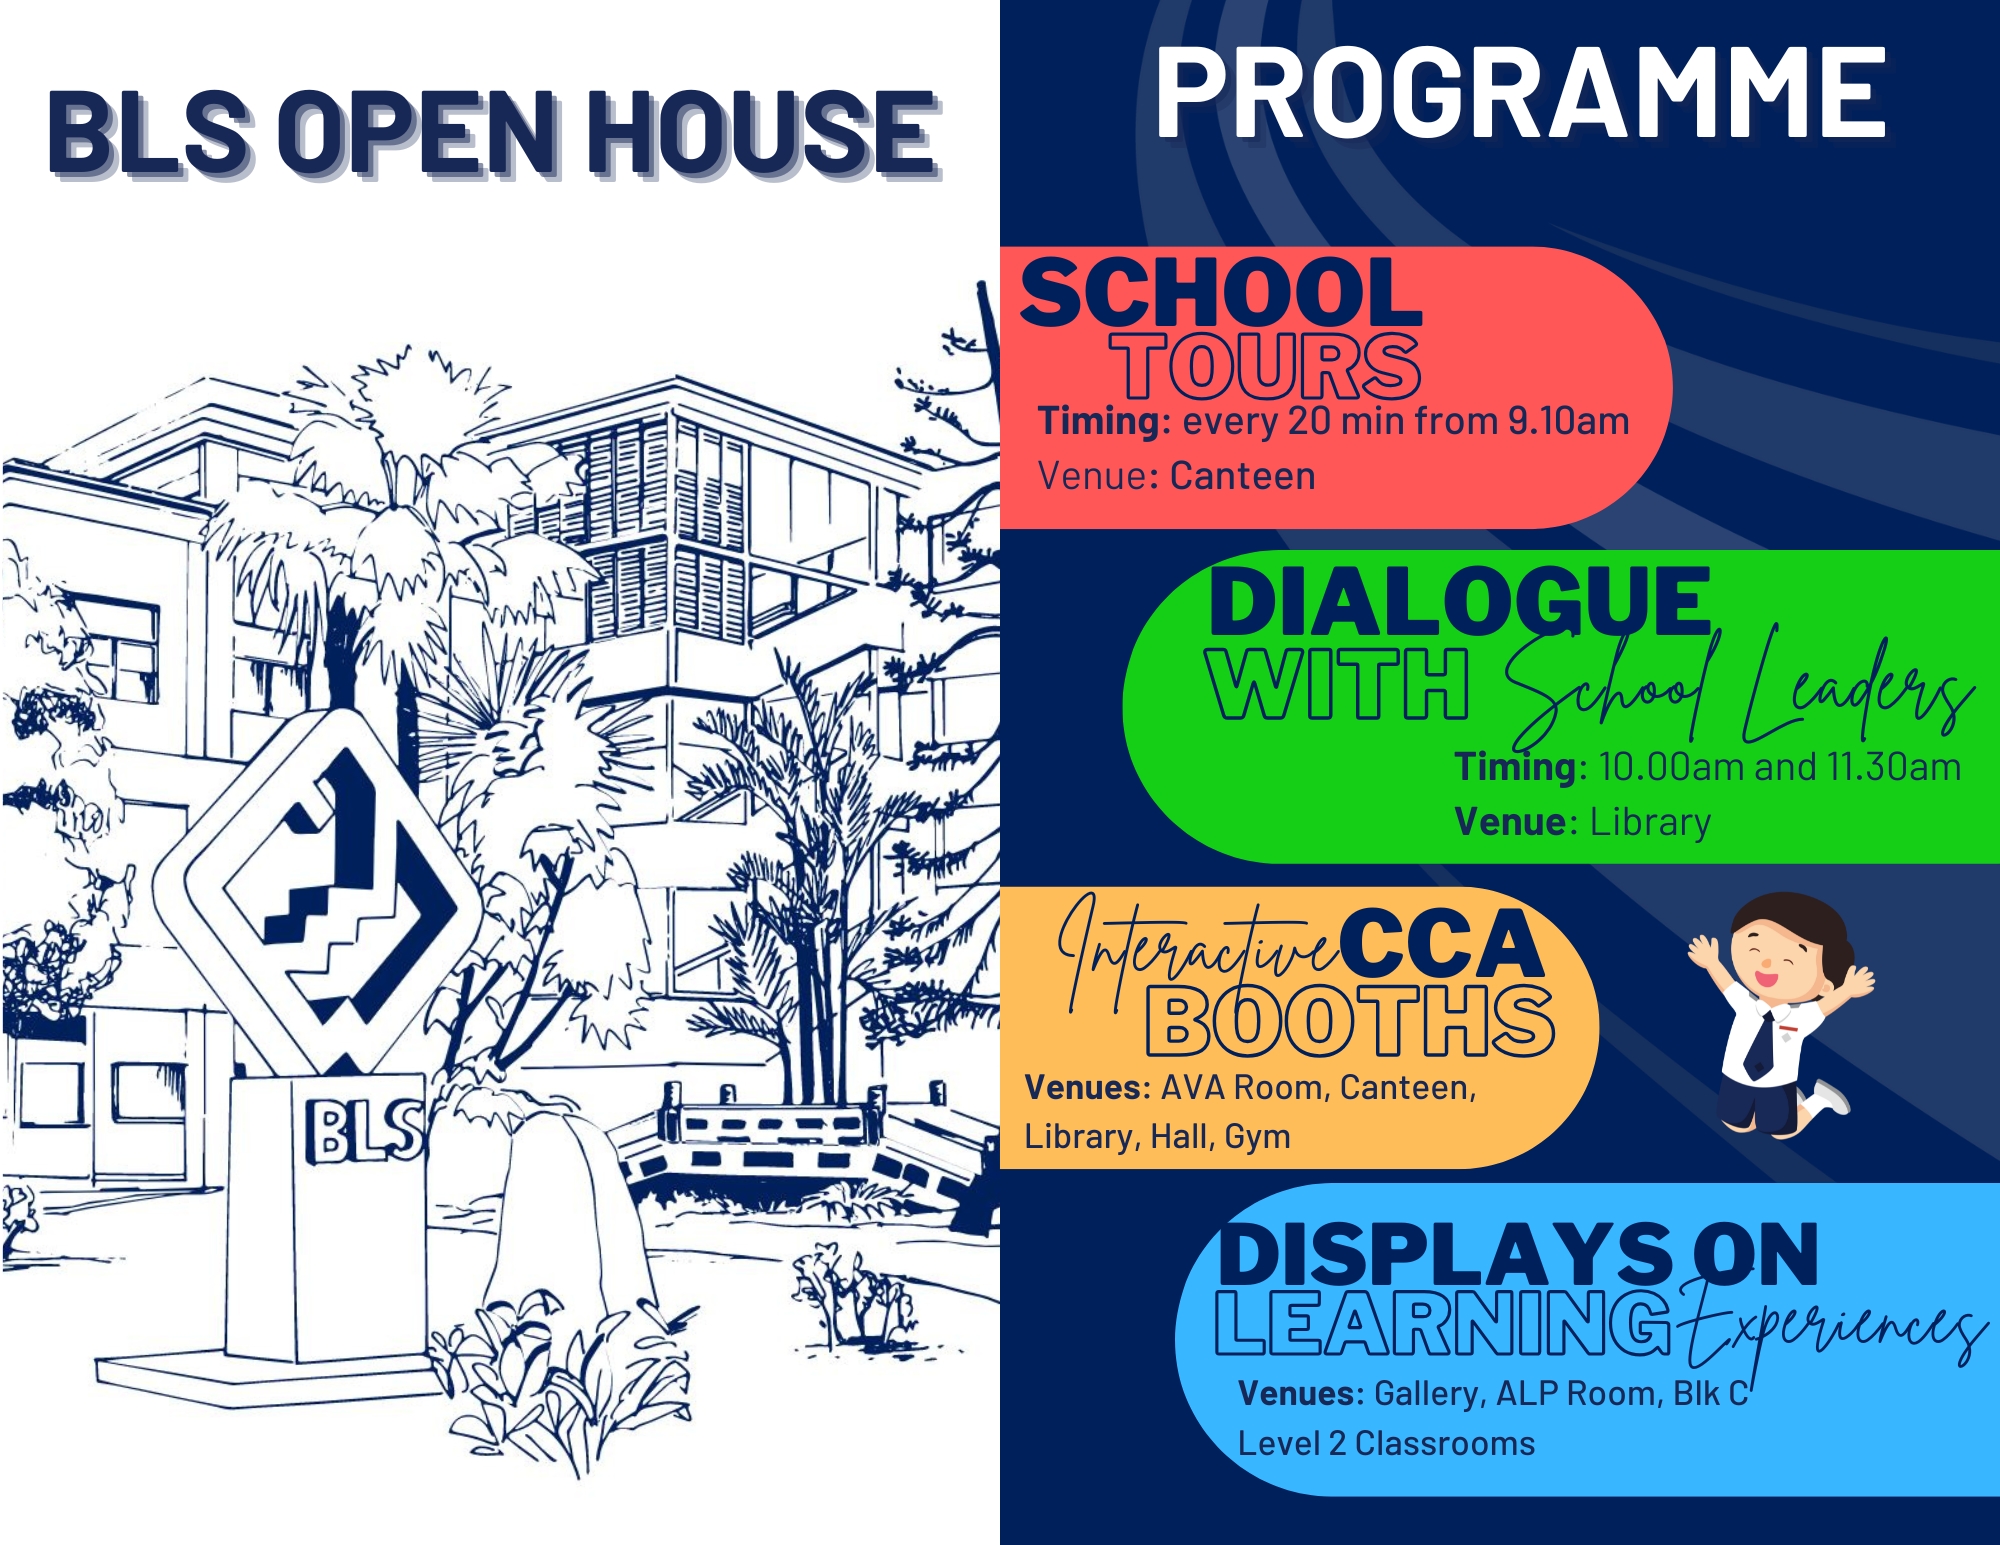 BLS OPEN HOUSE
BLS
PROGRAMME
SCHOOL
TOURS
Timing: every 20 min from 9.10am
Venue: Canteen
DIALOGUE
WITH School Leaders
Timing: 10.00am and 11.30am
Venue: Library
Interactive CCA
BOOTHS
Venues: AVA Room, Canteen,
Library, Hall, Gym
DISPLAYS ON
LEARNING Experiences
Venues: Gallery, ALP Room, Blk C
Level 2 Classrooms